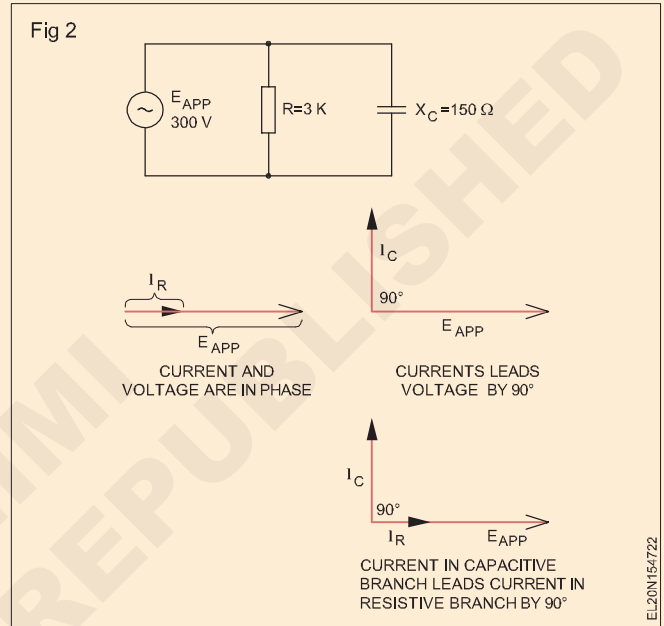 Fig 2
E APP
300 V
R=3 K
X C =150 Ω
I R
E APP
CURRENT AND
VOLTAGE ARE IN PHASE
I C
90°
E APP
CURRENTS LEADS
VOLTAGE BY 90°
I C
90°
I R
E APP
CURRENT IN CAPACITIVE
BRANCH LEADS CURRENT IN
RESISTIVE BRANCH BY 90°
EL20N154722
IMI
REPUBLISHED